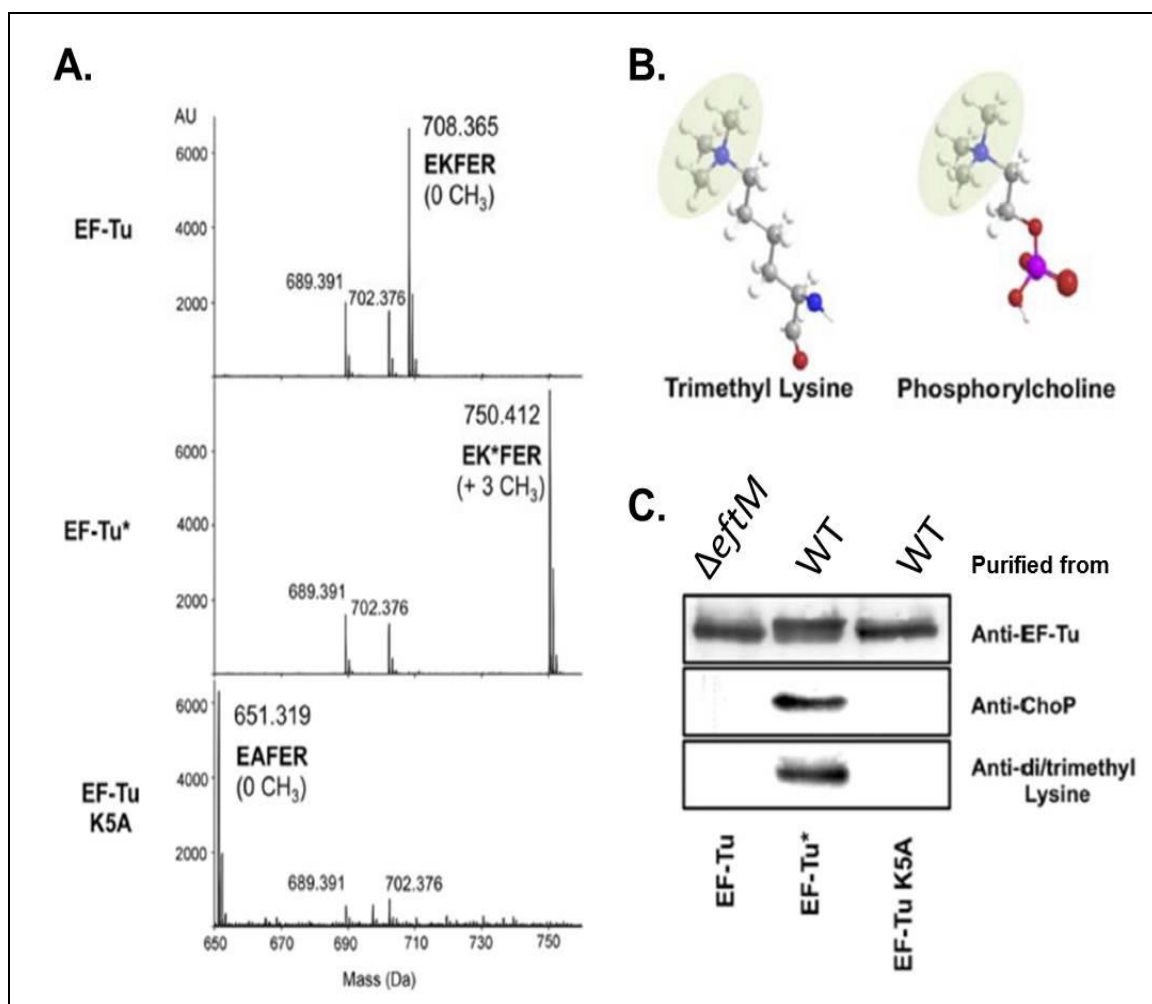 A.
AU
6000
4000
2000
EF-Tu
689.391
702.376
708.365
EKFER
(0 CH₃)
6000
4000
2000
EF-Tu*
689.391
702.376
750.412
EK*FER
(+ 3 CH₃)
6000
4000
2000
EF-Tu
K5A
651.319
EAFER
(0 CH₃)
689.391
702.376
650 670 690 710 730 750
Mass (Da)
B.
Trimethyl Lysine
Phosphorylcholine
C.
ΔeftM WT WT Purified from
Anti-EF-Tu
Anti-ChoP
Anti-di/trimethyl
Lysine
EF-Tu
EF-Tu*
EF-Tu K5A